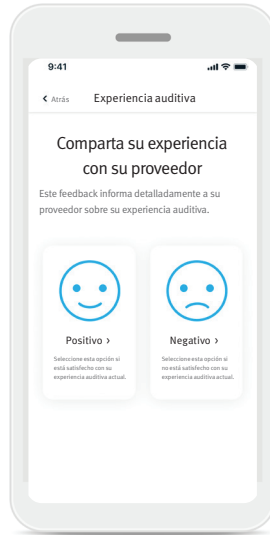 9:41
Atrás Experiencia auditiva
Comparta su experiencia
con su proveedor
Este feedback informa detalladamente a su
proveedor sobre su experiencia auditiva.
Positivo ›
Seleccione esta opción si
está satisfecho con su
experiencia auditiva actual.
Negativo ›
Seleccione esta opción si
no está satisfecho con su
experiencia auditiva actual.